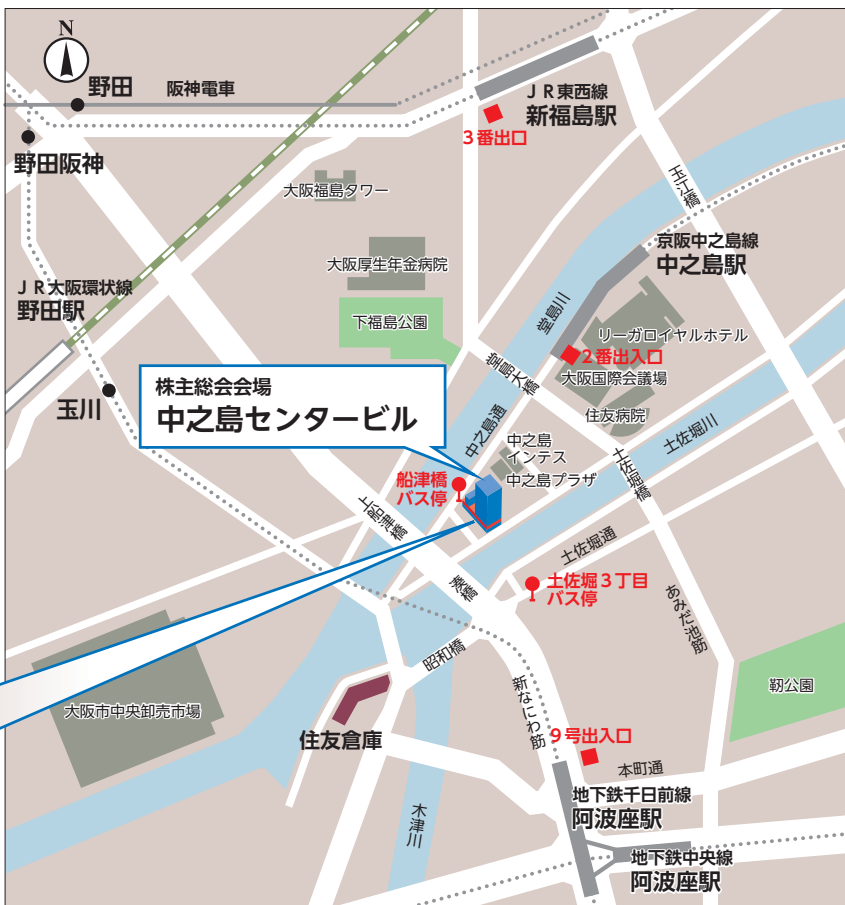 N
野田
阪神電車
野田阪神
ＪＲ東西線
新福島駅
３番出口
玉江橋
大阪福島タワー
大阪厚生年金病院
京阪中之島線
中之島駅
ＪＲ大阪環状線
野田駅
下福島公園
堂島川
リーガロイヤルホテル
２番出入口
大阪国際会議場
堂島大橋
玉川
株主総会会場
中之島センタービル
住友病院
中之島通
中之島
インテス
中之島プラザ
土佐堀川
土佐堀橋
船津橋
バス停
上船津橋
土佐堀通
湊橋
土佐堀３丁目
バス停
あみだ池筋
昭和橋
靭公園
新なにわ筋
大阪市中央卸売市場
住友倉庫
９号出入口
本町通
木津川
地下鉄千日前線
阿波座駅
地下鉄中央線
阿波座駅